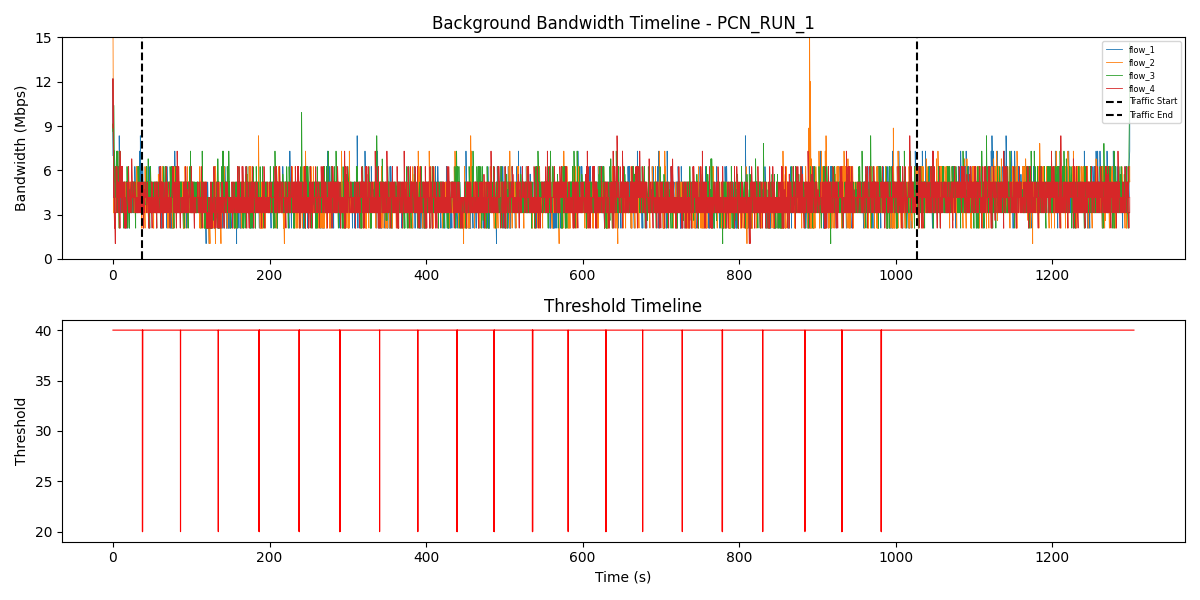 Background Bandwidth Timeline - PCN_RUN_1
Bandwidth (Mbps)
15
12
9
6
3
0
flow_1
flow_2
flow_3
flow_4
Traffic Start
Traffic End
0 200 400 600 800 1000 1200
Threshold Timeline
Threshold
40
35
30
25
20
0 200 400 600 800 1000 1200
Time (s)